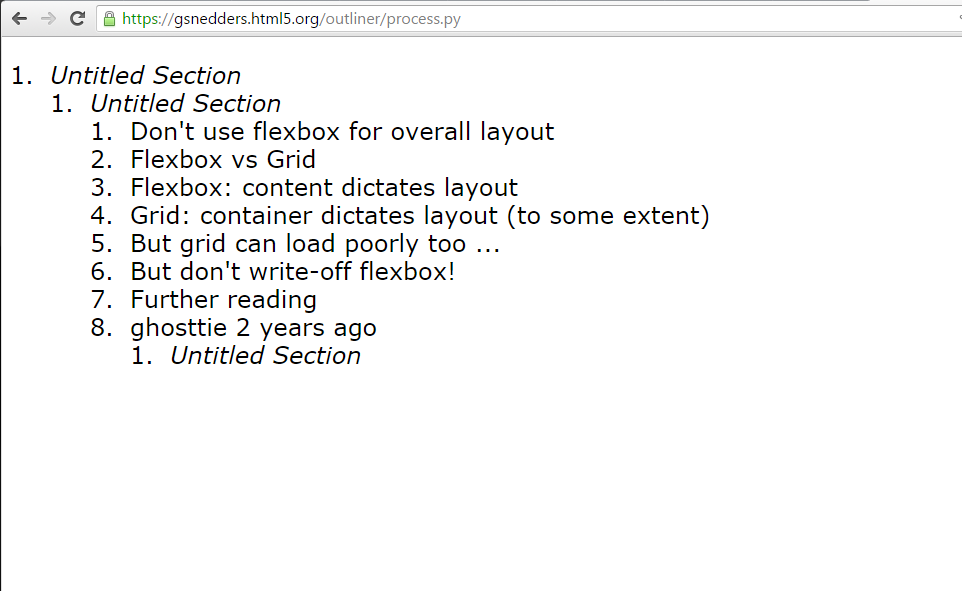 https://gsnedders.html5.org/outliner/process.py
1. Untitled Section
1. Untitled Section
1. Don't use flexbox for overall layout
2. Flexbox vs Grid
3. Flexbox: content dictates layout
4. Grid: container dictates layout (to some extent)
5. But grid can load poorly too ...
6. But don't write-off flexbox!
7. Further reading
8. ghosttie 2 years ago
1. Untitled Section